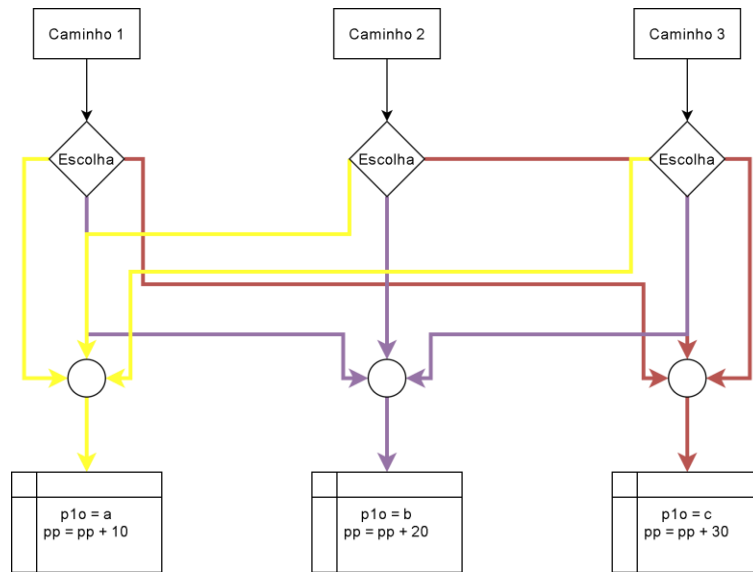 Caminho 1
Caminho 2
Caminho 3
Escolha
Escolha
Escolha
p1o = a
pp = pp + 10
p1o = b
pp = pp + 20
p1o = c
pp = pp + 30